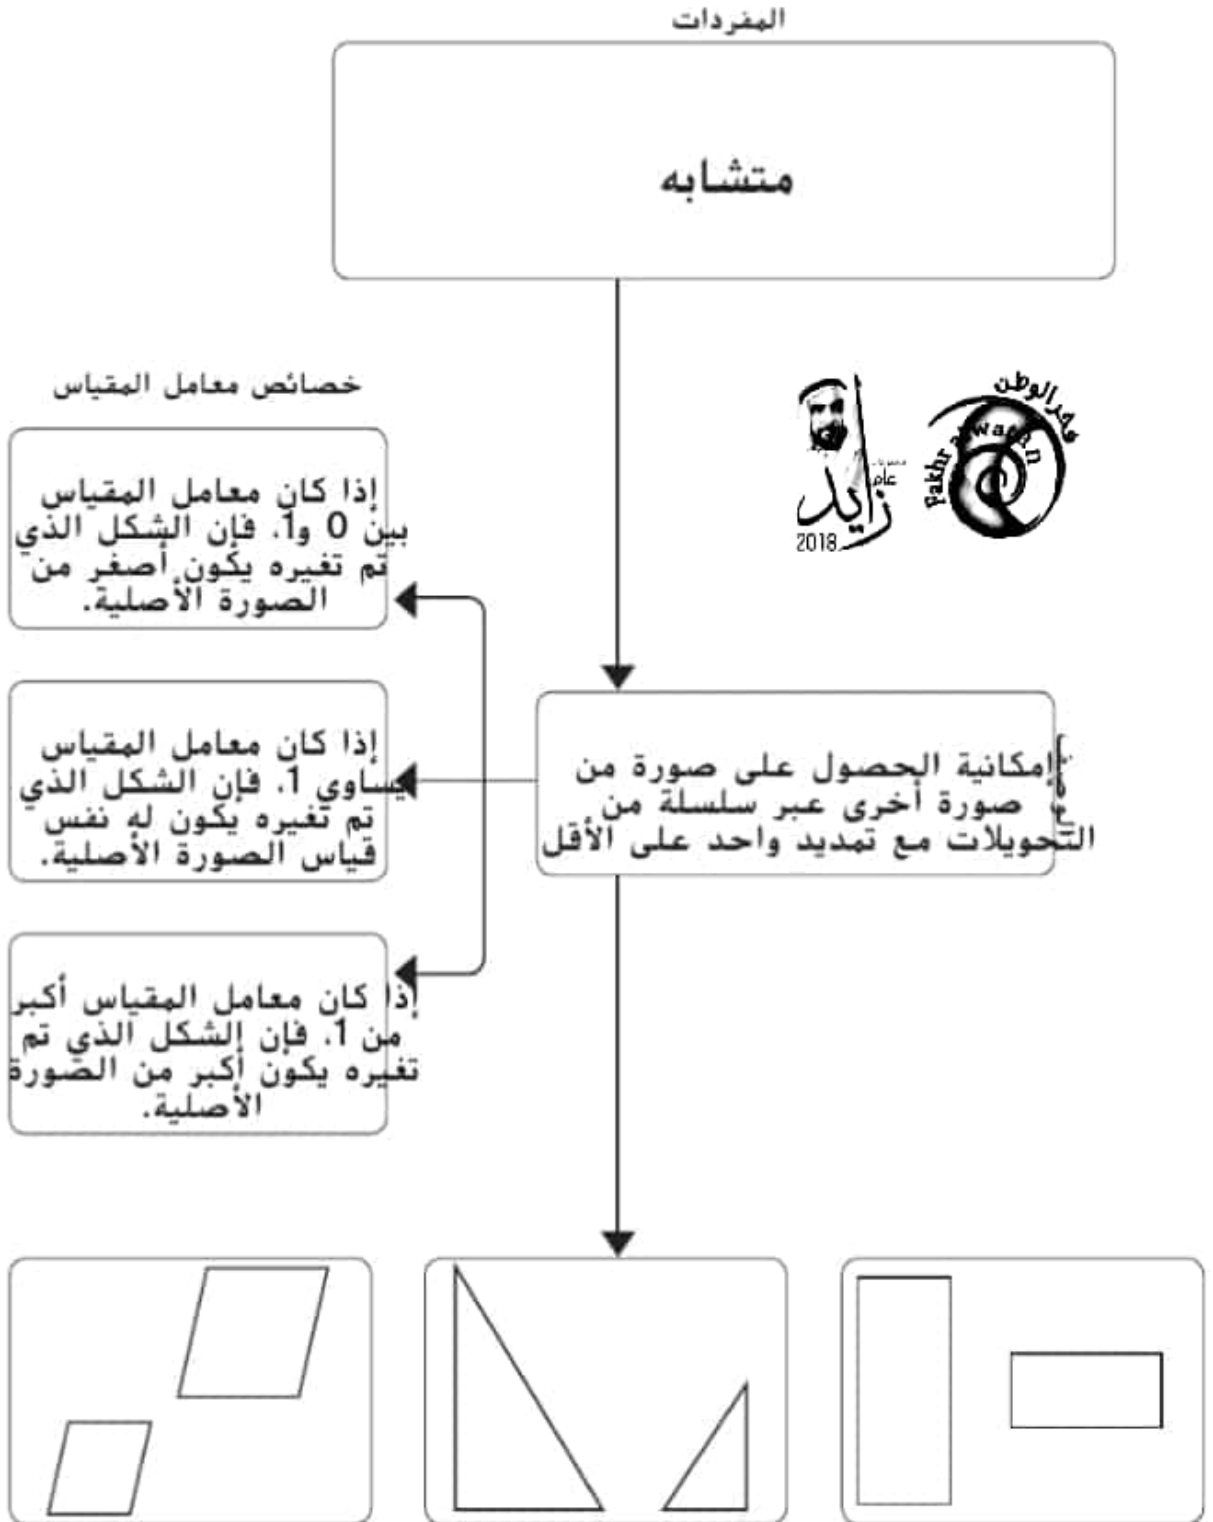 المفردات
متشابه
خصائص معامل المقياس
إذا كان معامل المقياس
بين 0 و1، فإن الشكل الذي
تم تغيره يكون أصغر من
الصورة الأصلية.
فخر الوطن
Fakhr al watan
عام
زايد
2018
إذا كان معامل المقياس
يساوي 1، فإن الشكل الذي
تم تغيره يكون له نفس
قياس الصورة الأصلية.
الوصف
إمكانية الحصول على صورة من
صورة أخرى عبر سلسلة من
التحويلات مع تمديد واحد على الأقل
إذا كان معامل المقياس أكبر
من 1، فإن الشكل الذي تم
تغيره يكون أكبر من الصورة
الأصلية.